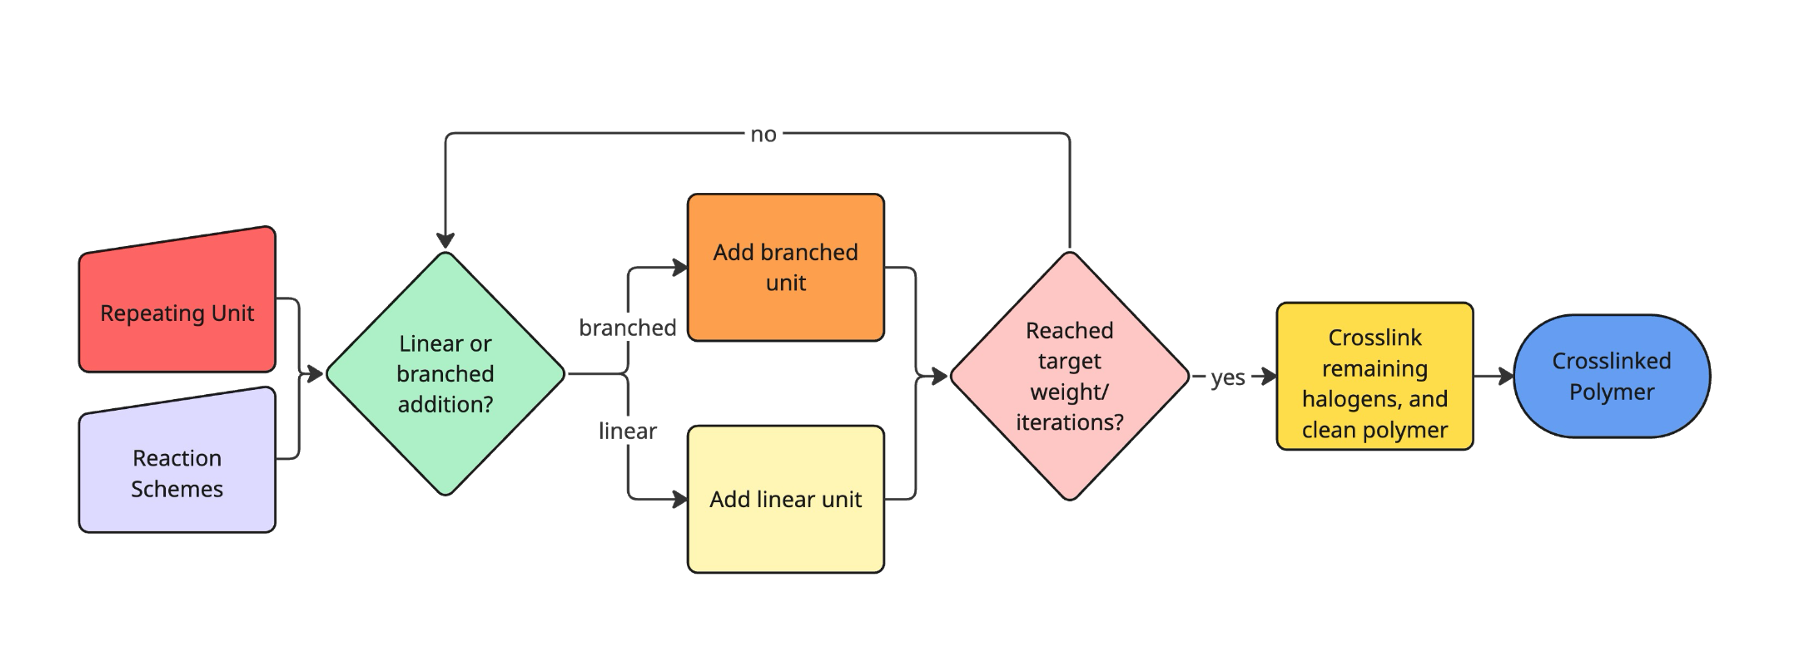 no
Repeating Unit
Reaction
Schemes
Linear or
branched
addition?
branched
linear
Add branched
unit
Add linear unit
Reached
target
weight/
iterations?
yes
Crosslink
remaining
halogens, and
clean polymer
Crosslinked
Polymer